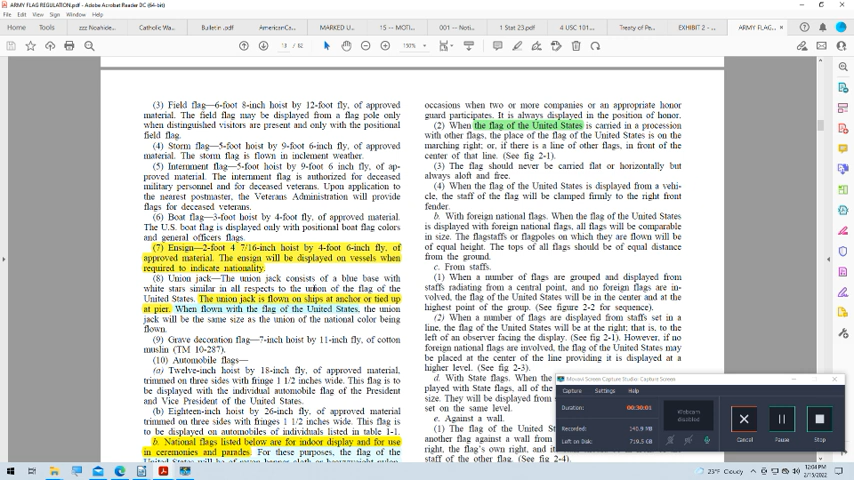 ARMY FLAG REGULATION.pdf - Adobe Acrobat Reader DC (64-bit)
File Edit View Sign Window Help
Home Tools zzz Noahide... Catholic Wa... Bulletin .pdf AmericanCa... MARKED U... 15 -- MOTI... 001 -- Noti... 1 Stat 23.pdf 4 USC 101... Treaty of Pe... EXHIBIT 2 -- ... ARMY FLAG... ×
13 / 52 150%
(3) Field flag—6-foot 8-inch hoist by 12-foot fly, of approved
material. The field flag may be displayed from a flag pole only
when distinguished visitors are present and only with the positional
field flag.
(4) Storm flag—5-foot hoist by 9-foot 6-inch fly, of approved
material. The storm flag is flown in inclement weather.
(5) Internment flag—5-foot hoist by 9-foot 6 inch fly, of ap-
proved material. The internment flag is authorized for deceased
military personnel and for deceased veterans. Upon application to
the nearest postmaster, the Veterans Administration will provide
flags for deceased veterans.
(6) Boat flag—3-foot hoist by 4-foot fly, of approved material.
The U.S. boat flag is displayed only with positional boat flag colors
and general officers flags.
(7) Ensign—2-foot 4 7/16-inch hoist by 4-foot 6-inch fly, of
approved material. The ensign will be displayed on vessels when
required to indicate nationality.
(8) Union jack—The union jack consists of a blue base with
white stars similar in all respects to the union of the flag of the
United States. The union jack is flown on ships at anchor or tied up
at pier. When flown with the flag of the United States, the union
jack will be the same size as the union of the national color being
flown.
(9) Grave decoration flag—7-inch hoist by 11-inch fly, of cotton
muslin (TM 10-287).
(10) Automobile flags—
(a) Twelve-inch hoist by 18-inch fly, of approved material,
trimmed on three sides with fringe 1 1/2 inches wide. This flag is to
be displayed with the individual automobile flag of the President
and Vice President of the United States.
(b) Eighteen-inch hoist by 26-inch fly, of approved material
trimmed on three sides with fringe 1 1/2 inches wide. This flag is
to be displayed on automobiles of individuals listed in table 1-1.
b. National flags listed below are for indoor display and for use
in ceremonies and parades. For these purposes, the flag of the
United States will be of rayon banner cloth or heavyweight nylon
occasions when two or more companies or an appropriate honor
guard participates. It is always displayed in the position of honor.
(2) When the flag of the United States is carried in a procession
with other flags, the place of the flag of the United States is on the
marching right; or, if there is a line of other flags, in front of the
center of that line. (See fig 2-1)
(3) The flag should never be carried flat or horizontally but
always aloft and free.
(4) When the flag of the United States is displayed from a vehi-
cle, the staff of the flag will be clamped firmly to the right front
fender.
b. With foreign national flags. When the flag of the United States
is displayed with foreign national flags, all flags will be comparable
in size. The flagstaffs or flagpoles on which they are flown will be
of equal height. The tops of all flags should be of equal distance
from the ground.
c. From staffs.
(1) When a number of flags are grouped and displayed from
staffs radiating from a central point, and no foreign flags are in-
volved, the flag of the United States will be in the center and at the
highest point of the group. (See figure 2-2 for sequence).
(2) When a number of flags are displayed from staffs set in a
line, the flag of the United States will be at the right; that is, to the
left of an observer facing the display. (See fig 2-1). However, if no
foreign national flags are involved, the flag of the United States may
be placed at the center of the line providing it is displayed at a
higher level. (See fig 2-3)
d. With State flags. When the
played with State flags, all of the
size. They will be displayed from
set on the same level.
e. Against a wall.
(1) The flag of the United St
another flag against a wall from
right, the flag's own right, and it
of the other flag. (See fig 2-4).
Movavi Screen Capture Studio: Capture Screen
Capture Settings Help
Duration: 00:30:01
Recorded: 140.9 MB
Left on Disk: 719.5 GB
Webcam
disabled
Cancel Pause Stop
23°F Cloudy
12:04 PM
2/15/2022